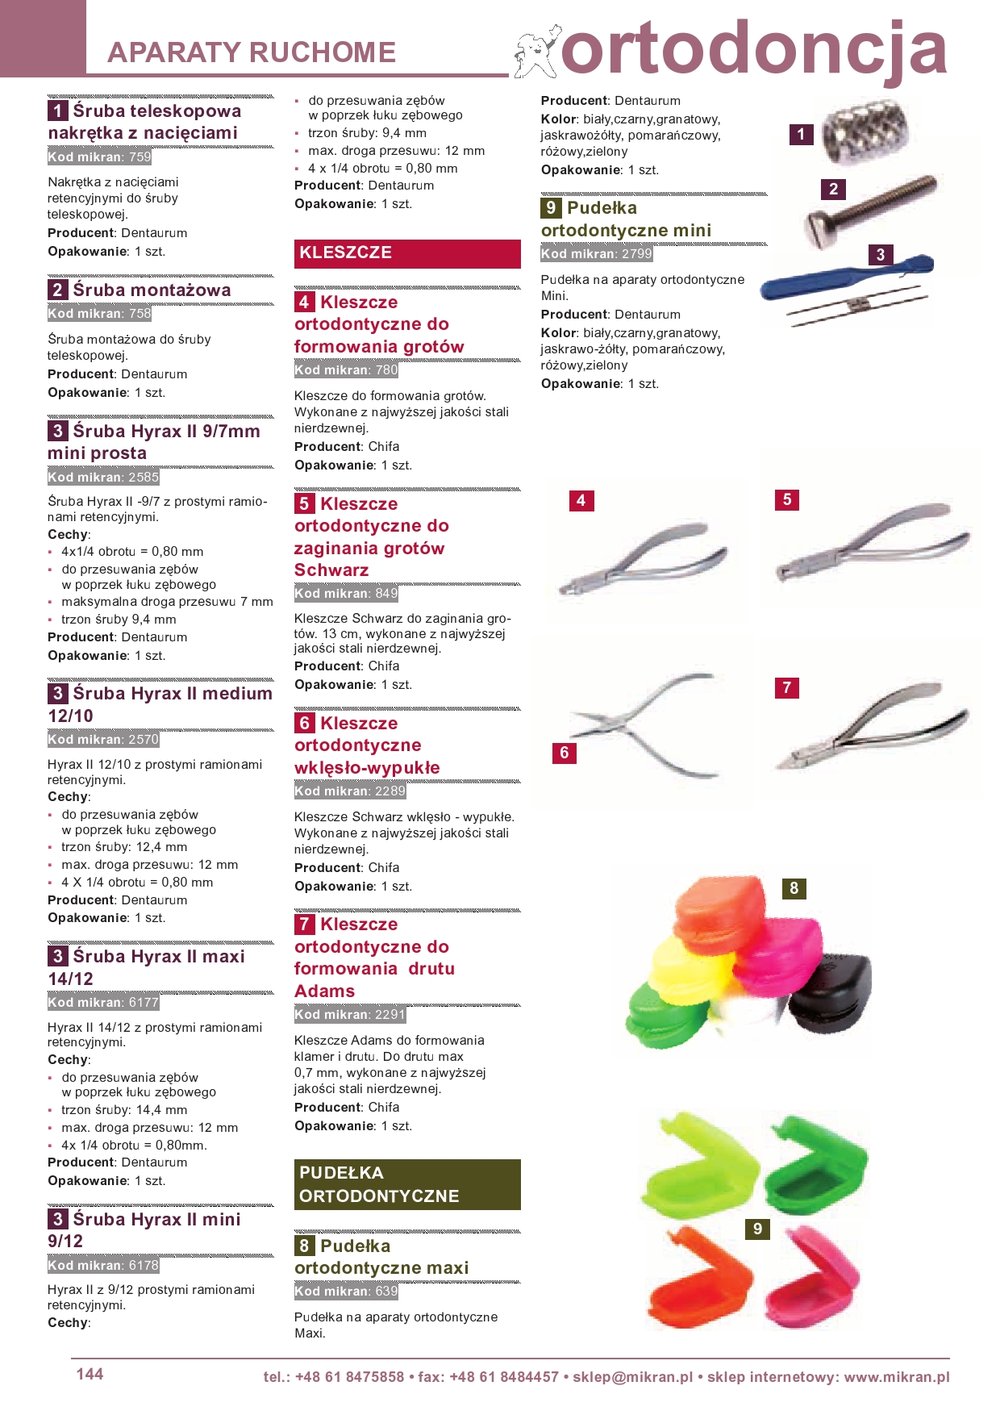 APARATY RUCHOME
ortodoncja
1 Śruba teleskopowa
nakrętka z nacięciami
Kod mikran: 759
Nakrętka z nacięciami
retencyjnymi do śruby
teleskopowej.
Producent: Dentaurum
Opakowanie: 1 szt.
2 Śruba montażowa
Kod mikran: 758
Śruba montażowa do śruby
teleskopowej.
Producent: Dentaurum
Opakowanie: 1 szt.
3 Śruba Hyrax II 9/7mm
mini prosta
Kod mikran: 2585
Śruba Hyrax II -9/7 z prostymi ramio-
nami retencyjnymi.
Cechy:
▪ 4x1/4 obrotu = 0,80 mm
▪ do przesuwania zębów
w poprzek łuku zębowego
▪ maksymalna droga przesuwu 7 mm
▪ trzon śruby 9,4 mm
Producent: Dentaurum
Opakowanie: 1 szt.
3 Śruba Hyrax II medium
12/10
Kod mikran: 2570
Hyrax II 12/10 z prostymi ramionami
retencyjnymi.
Cechy:
▪ do przesuwania zębów
w poprzek łuku zębowego
▪ trzon śruby: 12,4 mm
▪ max. droga przesuwu: 12 mm
▪ 4 X 1/4 obrotu = 0,80 mm
Producent: Dentaurum
Opakowanie: 1 szt.
3 Śruba Hyrax II maxi
14/12
Kod mikran: 6177
Hyrax II 14/12 z prostymi ramionami
retencyjnymi.
Cechy:
▪ do przesuwania zębów
w poprzek łuku zębowego
▪ trzon śruby: 14,4 mm
▪ max. droga przesuwu: 12 mm
▪ 4x 1/4 obrotu = 0,80mm.
Producent: Dentaurum
Opakowanie: 1 szt.
3 Śruba Hyrax II mini
9/12
Kod mikran: 6178
Hyrax II z 9/12 prostymi ramionami
retencyjnymi.
Cechy:
▪ do przesuwania zębów
w poprzek łuku zębowego
▪ trzon śruby: 9,4 mm
▪ max. droga przesuwu: 12 mm
▪ 4 x 1/4 obrotu = 0,80 mm
Producent: Dentaurum
Opakowanie: 1 szt.
KLESZCZE
4 Kleszcze
ortodontyczne do
formowania grotów
Kod mikran: 780
Kleszcze do formowania grotów.
Wykonane z najwyższej jakości stali
nierdzewnej.
Producent: Chifa
Opakowanie: 1 szt.
5 Kleszcze
ortodontyczne do
zaginania grotów
Schwarz
Kod mikran: 849
Kleszcze Schwarz do zaginania gro-
tów. 13 cm, wykonane z najwyższej
jakości stali nierdzewnej.
Producent: Chifa
Opakowanie: 1 szt.
6 Kleszcze
ortodontyczne
wklęsło-wypukłe
Kod mikran: 2289
Kleszcze Schwarz wklęsło - wypukłe.
Wykonane z najwyższej jakości stali
nierdzewnej.
Producent: Chifa
Opakowanie: 1 szt.
7 Kleszcze
ortodontyczne do
formowania drutu
Adams
Kod mikran: 2291
Kleszcze Adams do formowania
klamer i drutu. Do drutu max
0,7 mm, wykonane z najwyższej
jakości stali nierdzewnej.
Producent: Chifa
Opakowanie: 1 szt.
PUDEŁKA
ORTODONTYCZNE
8 Pudełka
ortodontyczne maxi
Kod mikran: 639
Pudełka na aparaty ortodontyczne
Maxi.
Producent: Dentaurum
Kolor: biały,czarny,granatowy,
jaskrawożółty, pomarańczowy,
różowy,zielony
Opakowanie: 1 szt.
9 Pudełka
ortodontyczne mini
Kod mikran: 2799
Pudełka na aparaty ortodontyczne
Mini.
Producent: Dentaurum
Kolor: biały,czarny,granatowy,
jaskrawo-żółty, pomarańczowy,
różowy,zielony
Opakowanie: 1 szt.
1
2
3
4
5
6
7
8
9
144
tel.: +48 61 8475858 • fax: +48 61 8484457 • sklep@mikran.pl • sklep internetowy: www.mikran.pl